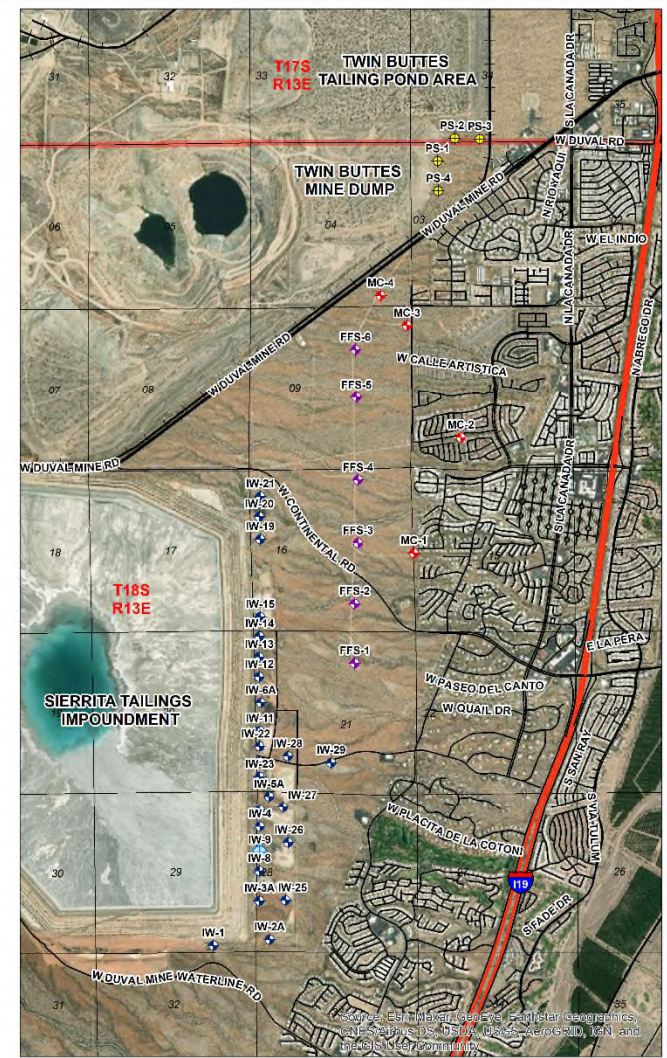 31
32
33
T17S
R13E
TWIN BUTTES
TAILING POND AREA
34
35
S LA CANADA DR
PS-2
PS-3
W DUVAL RD
PS-1
TWIN BUTTES
MINE DUMP
PS-4
N RIO YAQUI
06
05
04
03
W DUVAL MINE RD
W EL INDIO
N LA CANADA DR
MC-4
MC-3
N ABREGO DR
FFS-6
W CALLE ARTISTICA
W DUVAL MINE RD
07
08
09
FFS-5
MC-2
W DUVAL MINE RD
FFS-4
S LA CANADA DR
IW-21
IW-20
W CONTINENTAL RD
IW-19
18
17
16
FFS-3
MC-1
T18S
R13E
FFS-2
IW-15
IW-14
IW-13
E LA PERA
IW-12
FFS-1
W PASEO DEL CANTO
SIERRITA TAILINGS
IMPOUNDMENT
IW-6A
W QUAIL DR
IW-11
21
22
23
IW-22
IW-28
IW-29
S SAN RAY
IW-23
IW-5A
IW-27
IW-4
W PLACITA DE LA COTONI
S VIA TULUM
IW-9
IW-26
IW-8
30
29
28
26
I19
IW-3A
IW-25
S FADE DR
IW-1
IW-2A
W DUVAL MINE WATERLINE RD
31
32
33
35
Source: Esri, Maxar, GeoEye, Earthstar Geographics,
CNES/Airbus DS, USDA, USGS, AeroGRID, IGN, and
the GIS User Community